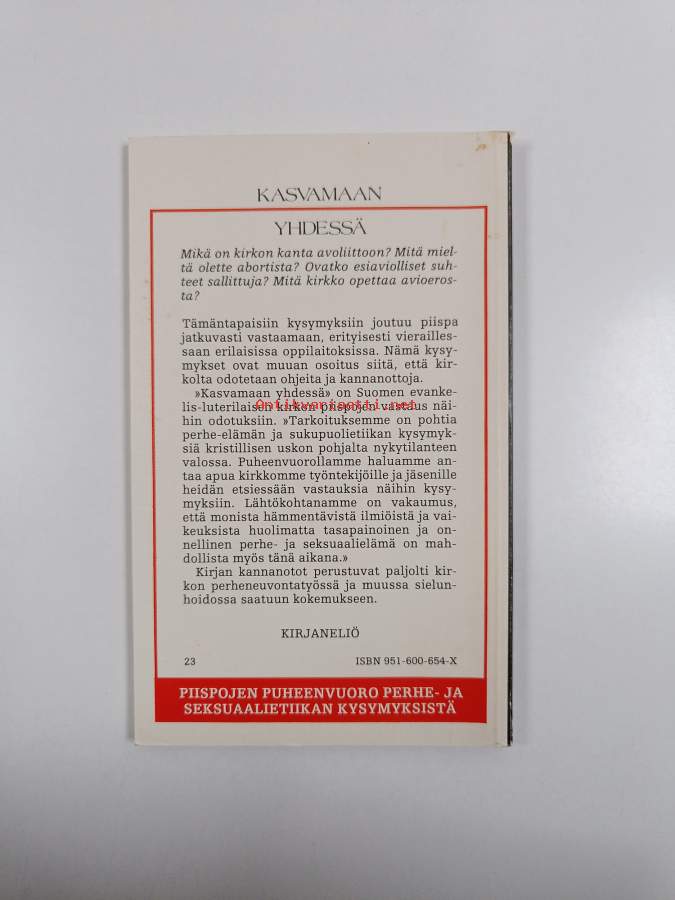 KASVAMAAN
YHDESSÄ
Mikä on kirkon kanta avoliittoon? Mitä miel-
tä olette abortista? Ovatko esiaviolliset suh-
teet sallittuja? Mitä kirkko opettaa avioeros-
ta?
Tämäntapaisiin kysymyksiin joutuu piispa
jatkuvasti vastaamaan, erityisesti vieraillles-
saan erilaisissa oppilaitoksissa. Nämä kysy-
mykset ovat muuan osoitus siitä, että kir-
kolta odotetaan ohjeita ja kannanottoja.
»Kasvamaan yhdessä» on Suomen evanke-
lis-luterilaisen kirkon piispojen vastaus näi-
Antikvariaatti.net
hin odotuksiin. »Tarkoituksemme on pohtia
perhe-elämän ja sukupuolietiikan kysymyk-
siä kristillisen uskon pohjalta nykytilanteen
valossa. Puheenvuorollamme haluamme an-
taa apua kirkkomme työntekijöille ja jäsenille
heidän etsiessään vastauksia näihin kysy-
myksiin. Lähtökohtanamme on vakaumus,
että monista hämmentävistä ilmiöistä ja vai-
keuksista huolimatta tasapainoinen ja on-
nellinen perhe- ja seksuaalielämä on mah-
dollista myös tänä aikana.»
Kirjan kannanotot perustuvat paljolti kir-
kon perheneuvontatyössä ja muussa sielun-
hoidossa saatuun kokemukseen.
KIRJANELIÖ
23 ISBN 951-600-654-X
PIISPOJEN PUHEENVUORO PERHE- JA
SEKSUAALIETIIKAN KYSYMYKSISTÄ